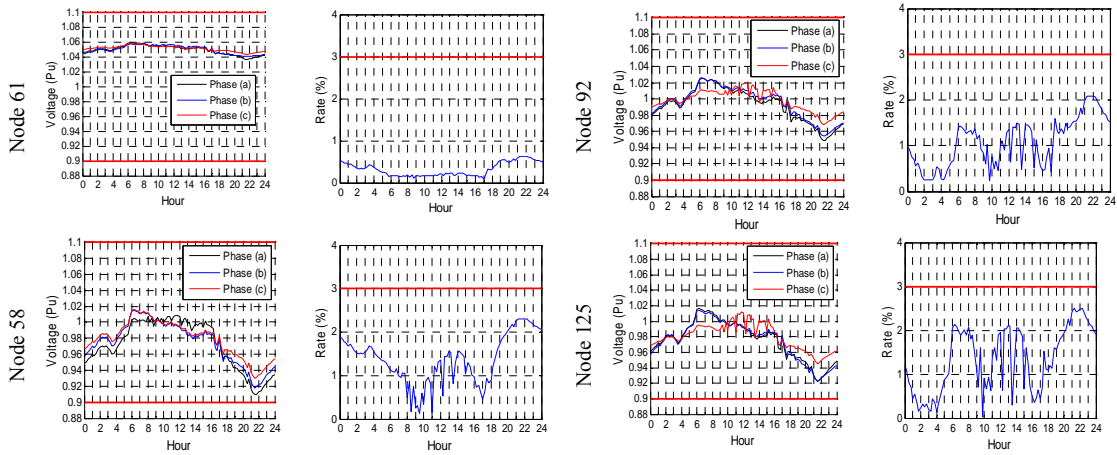 Node 61
Voltage (Pu)
1.1
1.08
1.06
1.04
1.02
1
0.98
0.96
0.94
0.92
0.9
0.88
Phase (a)
Phase (b)
Phase (c)
0 2 4 6 8 10 12 14 16 18 20 22 24
Hour
Rate (%)
4
3
2
1
0
0 2 4 6 8 10 12 14 16 18 20 22 24
Hour
Node 92
Voltage (Pu)
1.1
1.08
1.06
1.04
1.02
1
0.98
0.96
0.94
0.92
0.9
0.88
Phase (a)
Phase (b)
Phase (c)
0 2 4 6 8 10 12 14 16 18 20 22 24
Hour
Rate (%)
4
3
2
1
0
0 2 4 6 8 10 12 14 16 18 20 22 24
Hour
Node 58
Voltage (Pu)
1.1
1.08
1.06
1.04
1.02
1
0.98
0.96
0.94
0.92
0.9
0.88
Phase (a)
Phase (b)
Phase (c)
0 2 4 6 8 10 12 14 16 18 20 22 24
Hour
Rate (%)
4
3
2
1
0
0 2 4 6 8 10 12 14 16 18 20 22 24
Hour
Node 125
Voltage (Pu)
1.1
1.08
1.06
1.04
1.02
1
0.98
0.96
0.94
0.92
0.9
0.88
Phase (a)
Phase (b)
Phase (c)
0 2 4 6 8 10 12 14 16 18 20 22 24
Hour
Rate (%)
4
3
2
1
0
0 2 4 6 8 10 12 14 16 18 20 22 24
Hour